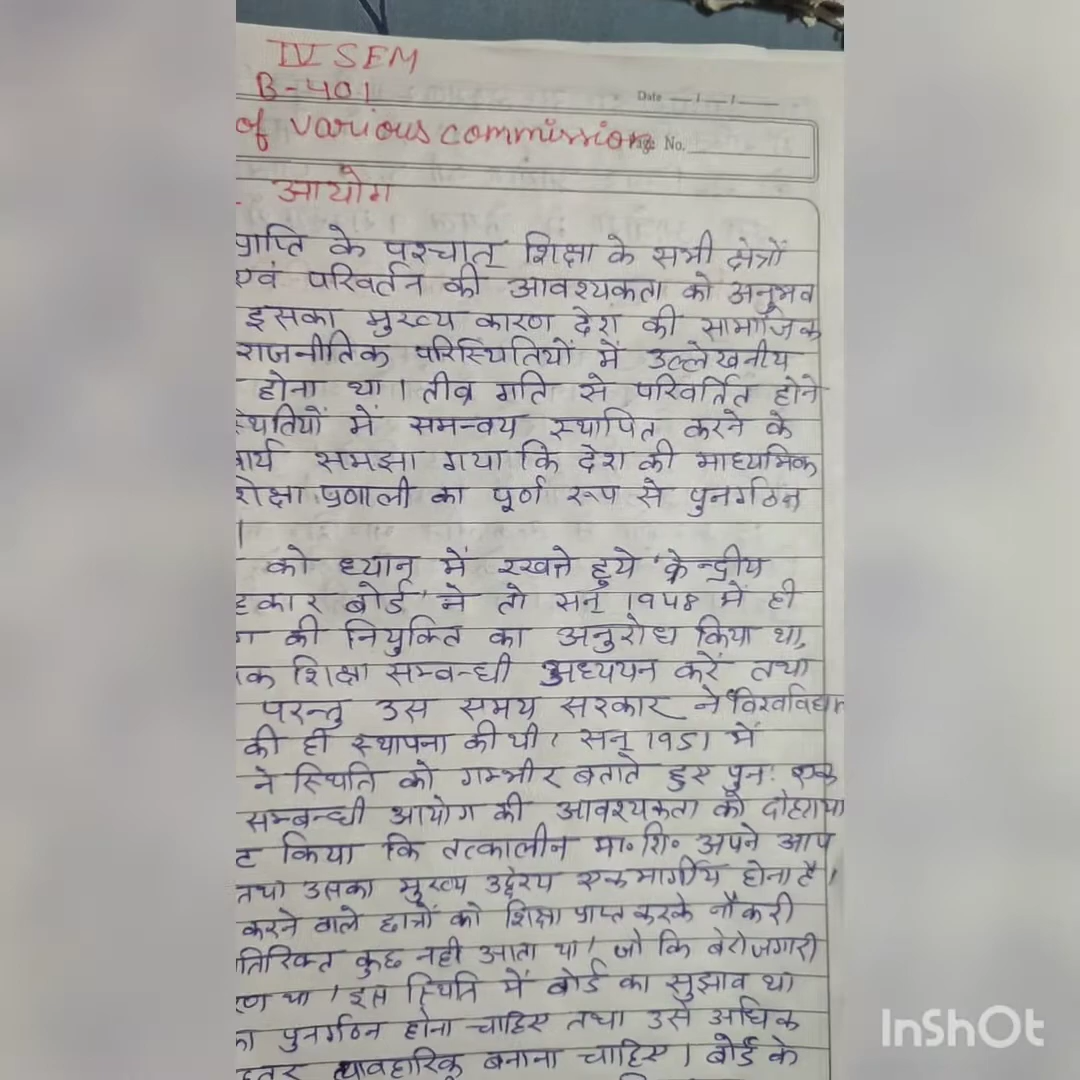 IV SEM
B-401
Date
of various commission
Page No.
आयोग
प्राप्ति के पश्चात् शिक्षा के सभी क्षेत्रों
एवं परिवर्तन की आवश्यकता को अनुभव
इसका मुख्य कारण देश की सामाजिक
राजनीतिक परिस्थितियों में उल्लेखनीय
होना था। तीव्र गति से परिवर्तित होने
स्थितियों में समन्वय स्थापित करने के
वार्य समझा गया कि देश की माध्यमिक
शिक्षा प्रणाली का पूर्ण रूप से पुनर्गठन
को ध्यान में रखते हुये 'केन्द्रीय
हकार बोर्ड' ने तो सन् 1948 में ही
की नियुक्ति का अनुरोध किया था,
क शिक्षा सम्बन्धी अध्ययन करें तथा
परन्तु उस समय सरकार ने विश्वविद्या
की ही स्थापना की थी। सन् 1951 में
ने स्थिति को गम्भीर बताते हुए पुनः एक
सम्बन्धी आयोग की आवश्यकता को दोहराया
ट किया कि तत्कालीन मा॰ शि॰ अपने आप
तथा उसका मुख्य उद्देश्य एकमार्गीय होना है।
करने वाले छात्रों को शिक्षा प्राप्त करके नौकरी
तिरिक्त कुछ नही आता था। जो कि बेरोजगारी
रण था। इस स्थिति में बोर्ड का सुझाव था
का पुनर्गठन होना चाहिए तथा उसे अधिक
व्यावहारिक बनाना चाहिए। बोर्ड के
InShOt